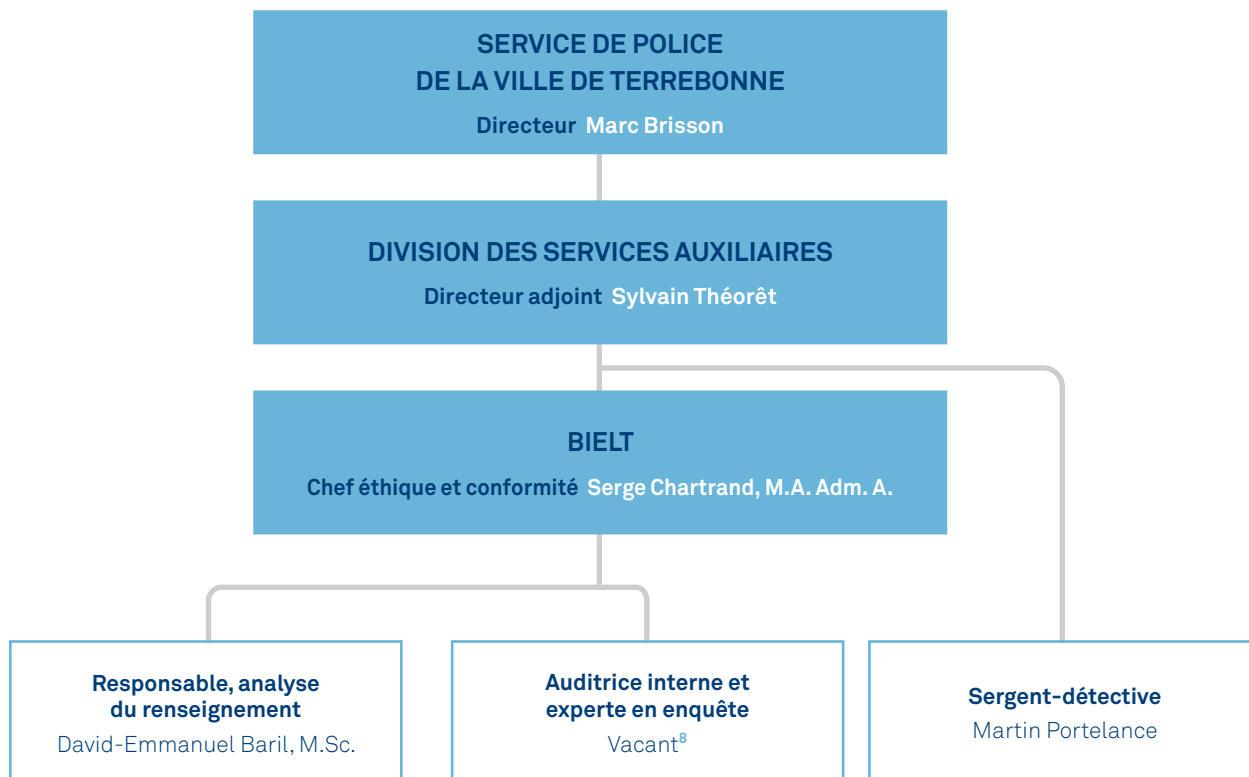 SERVICE DE POLICE
DE LA VILLE DE TERREBONNE
Directeur Marc Brisson
DIVISION DES SERVICES AUXILIAIRES
Directeur adjoint Sylvain Théorêt
BIELT
Chef éthique et conformité Serge Chartrand, M.A. Adm. A.
Responsable, analyse
du renseignement
David-Emmanuel Baril, M.Sc.
Auditrice interne et
experte en enquête
Vacant⁸
Sergent-détective
Martin Portelance